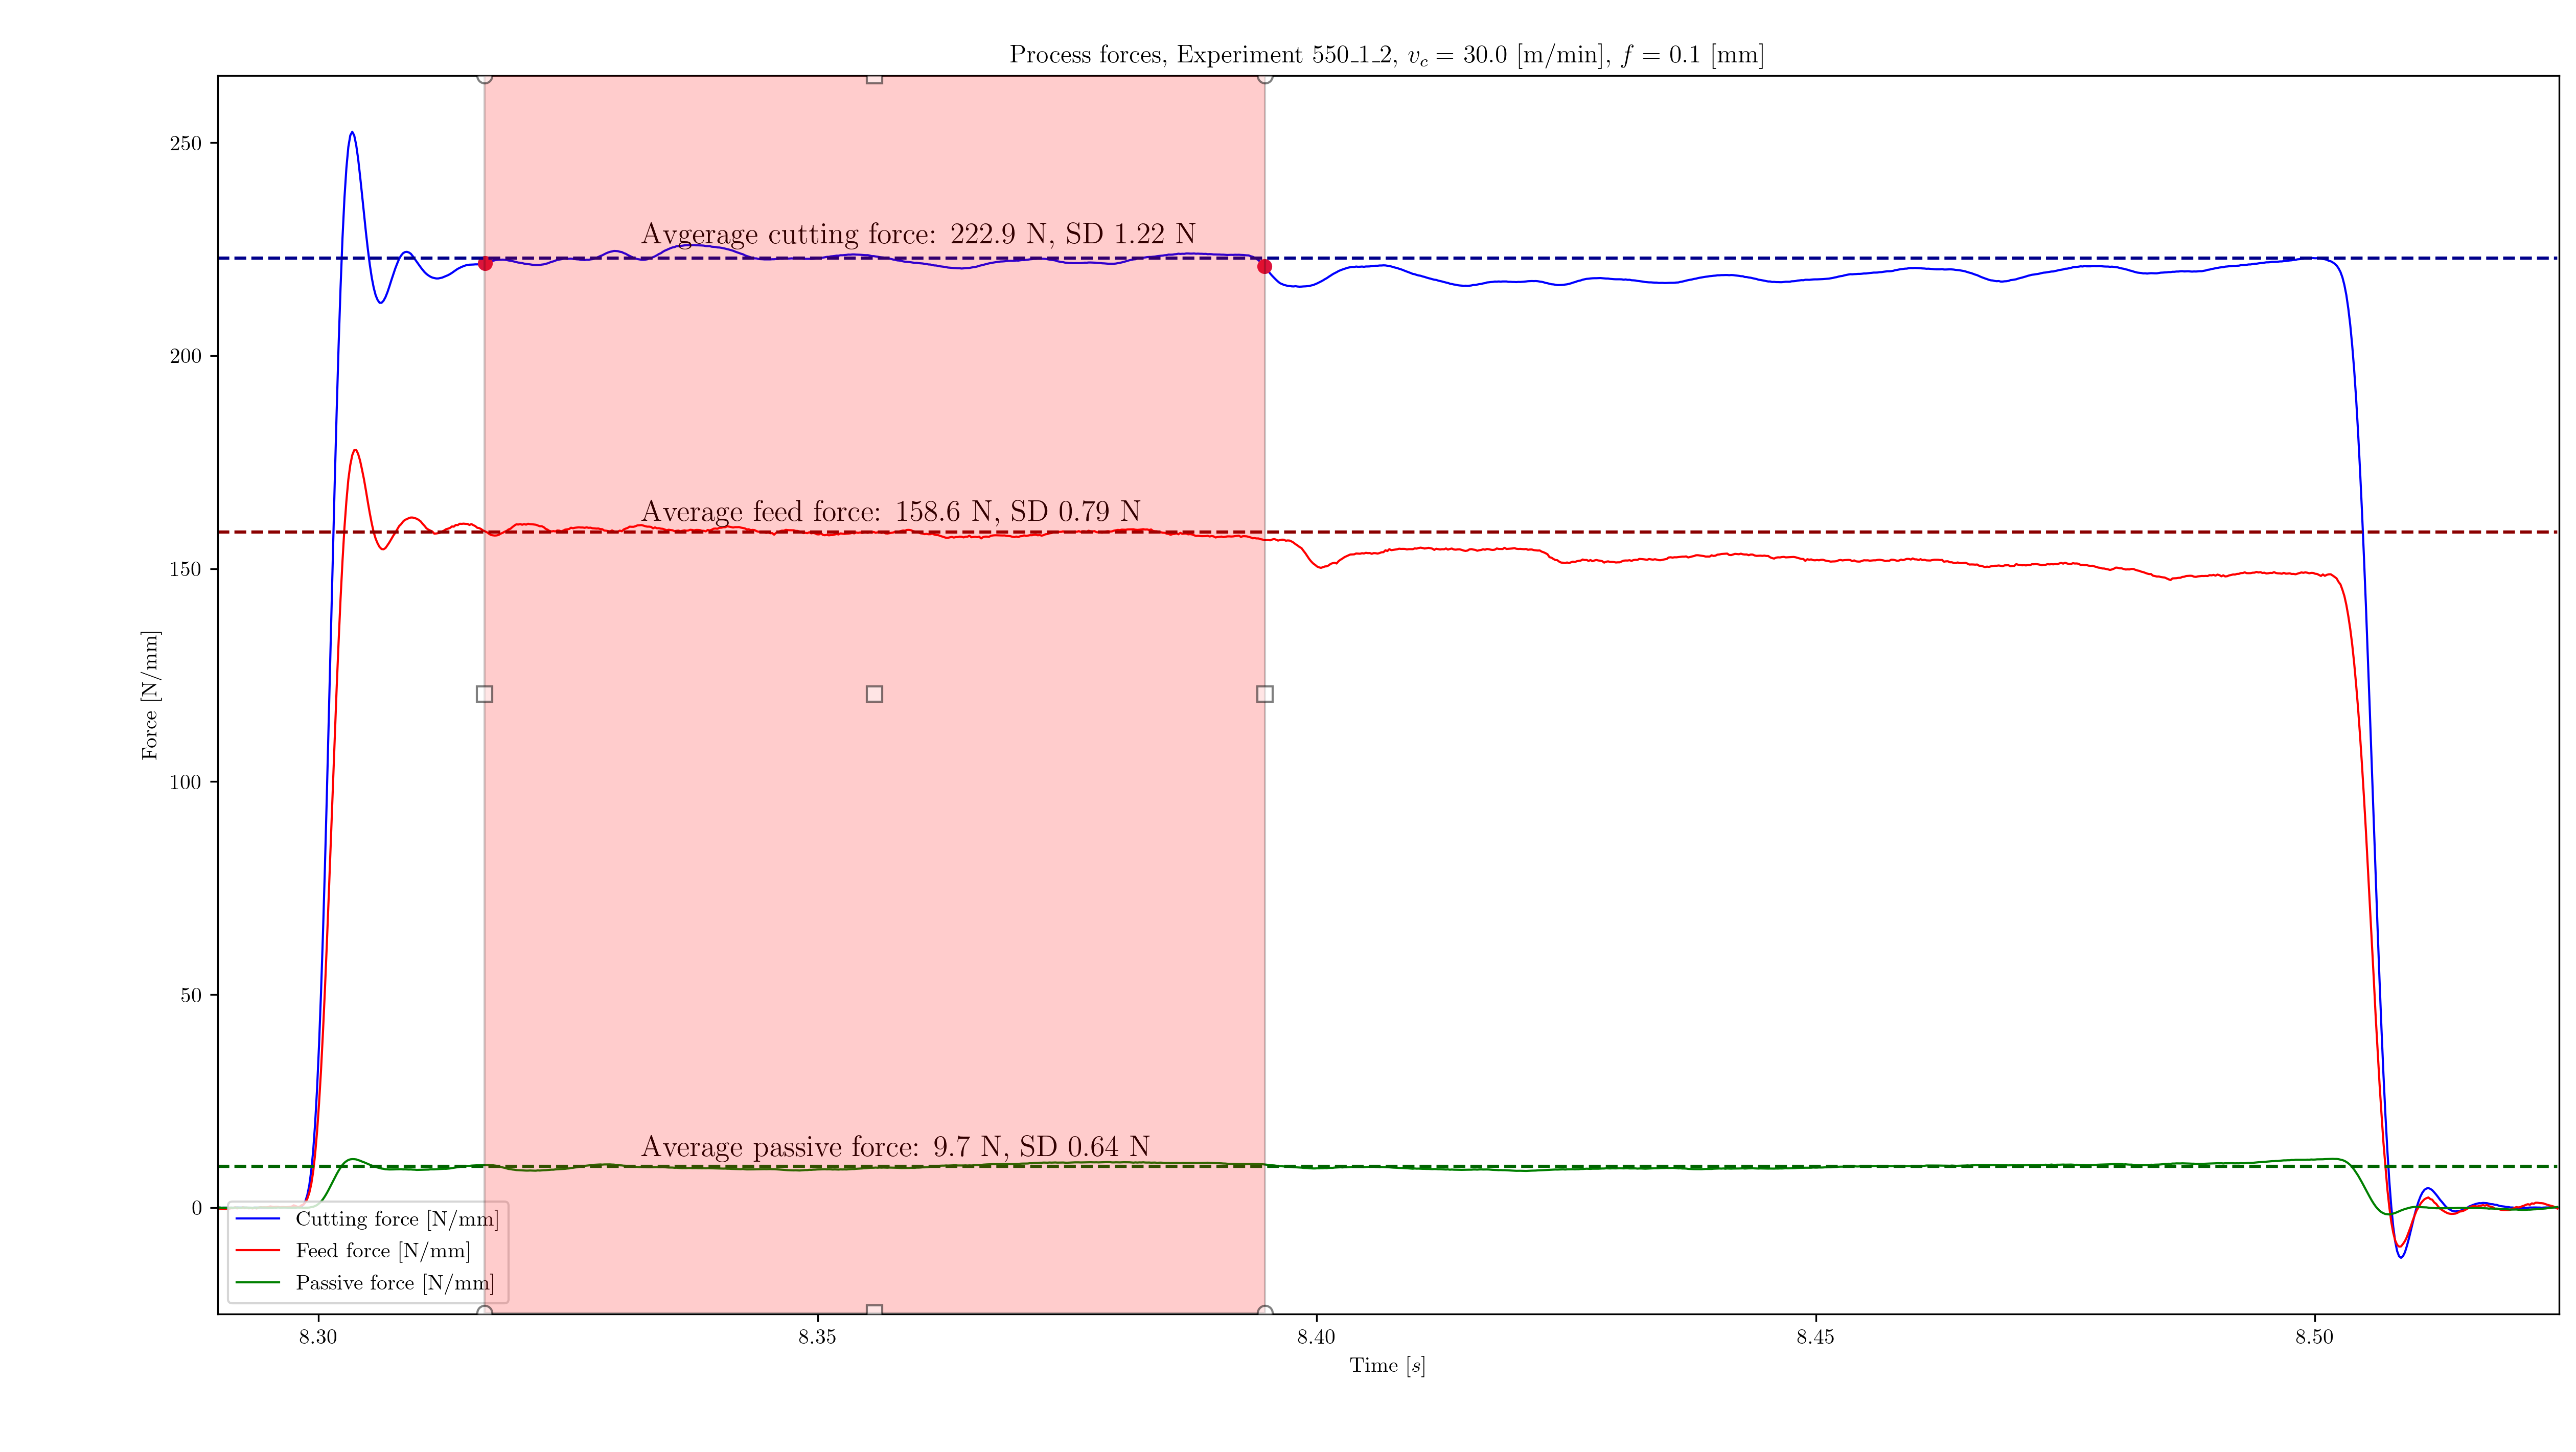 Process forces, Experiment 550_1_2, v_c = 30.0 [m/min], f = 0.1 [mm]
250
200
150
100
50
0
Force [N/mm]
Avgerage cutting force: 222.9 N, SD 1.22 N
Average feed force: 158.6 N, SD 0.79 N
Average passive force: 9.7 N, SD 0.64 N
Cutting force [N/mm]
Feed force [N/mm]
Passive force [N/mm]
8.30
8.35
8.40
8.45
8.50
Time [s]